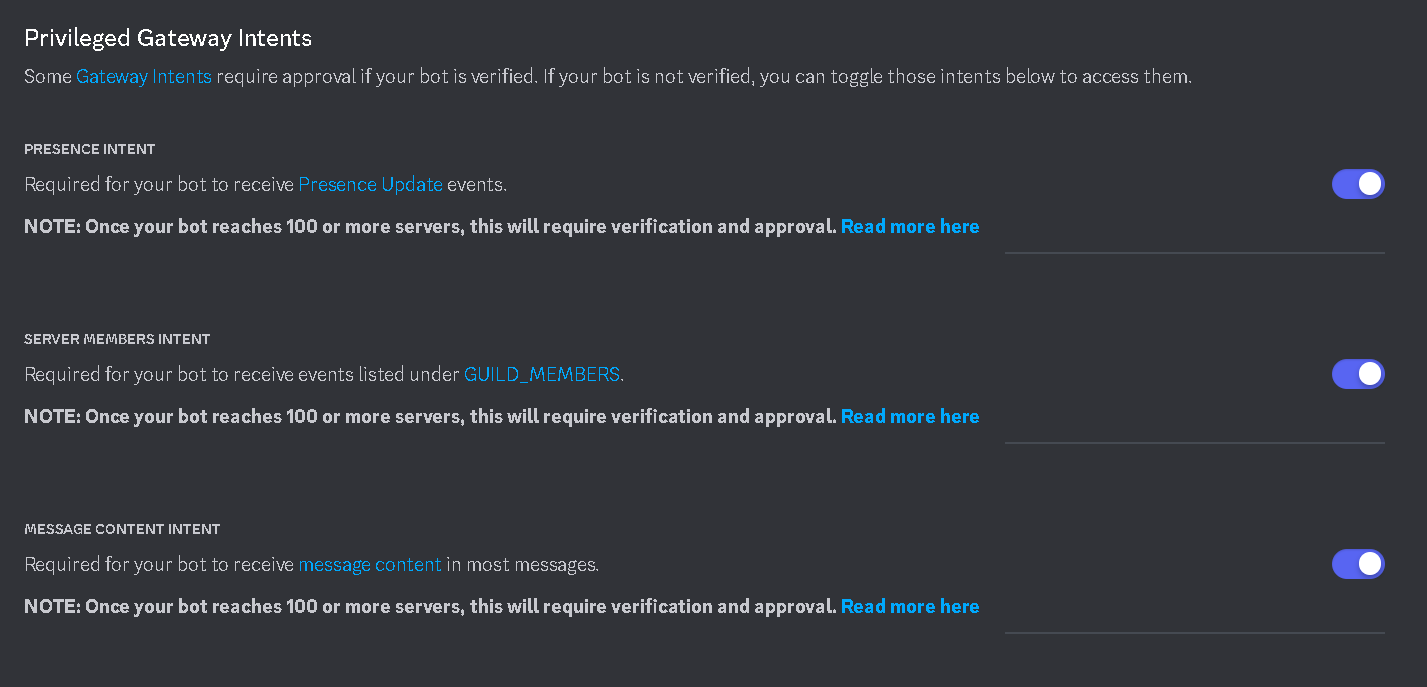 Privileged Gateway Intents
Some Gateway Intents require approval if your bot is verified. If your bot is not verified, you can toggle those intents below to access them.
PRESENCE INTENT
Required for your bot to receive Presence Update events.
NOTE: Once your bot reaches 100 or more servers, this will require verification and approval. Read more here
SERVER MEMBERS INTENT
Required for your bot to receive events listed under GUILD_MEMBERS.
NOTE: Once your bot reaches 100 or more servers, this will require verification and approval. Read more here
MESSAGE CONTENT INTENT
Required for your bot to receive message content in most messages.
NOTE: Once your bot reaches 100 or more servers, this will require verification and approval. Read more here